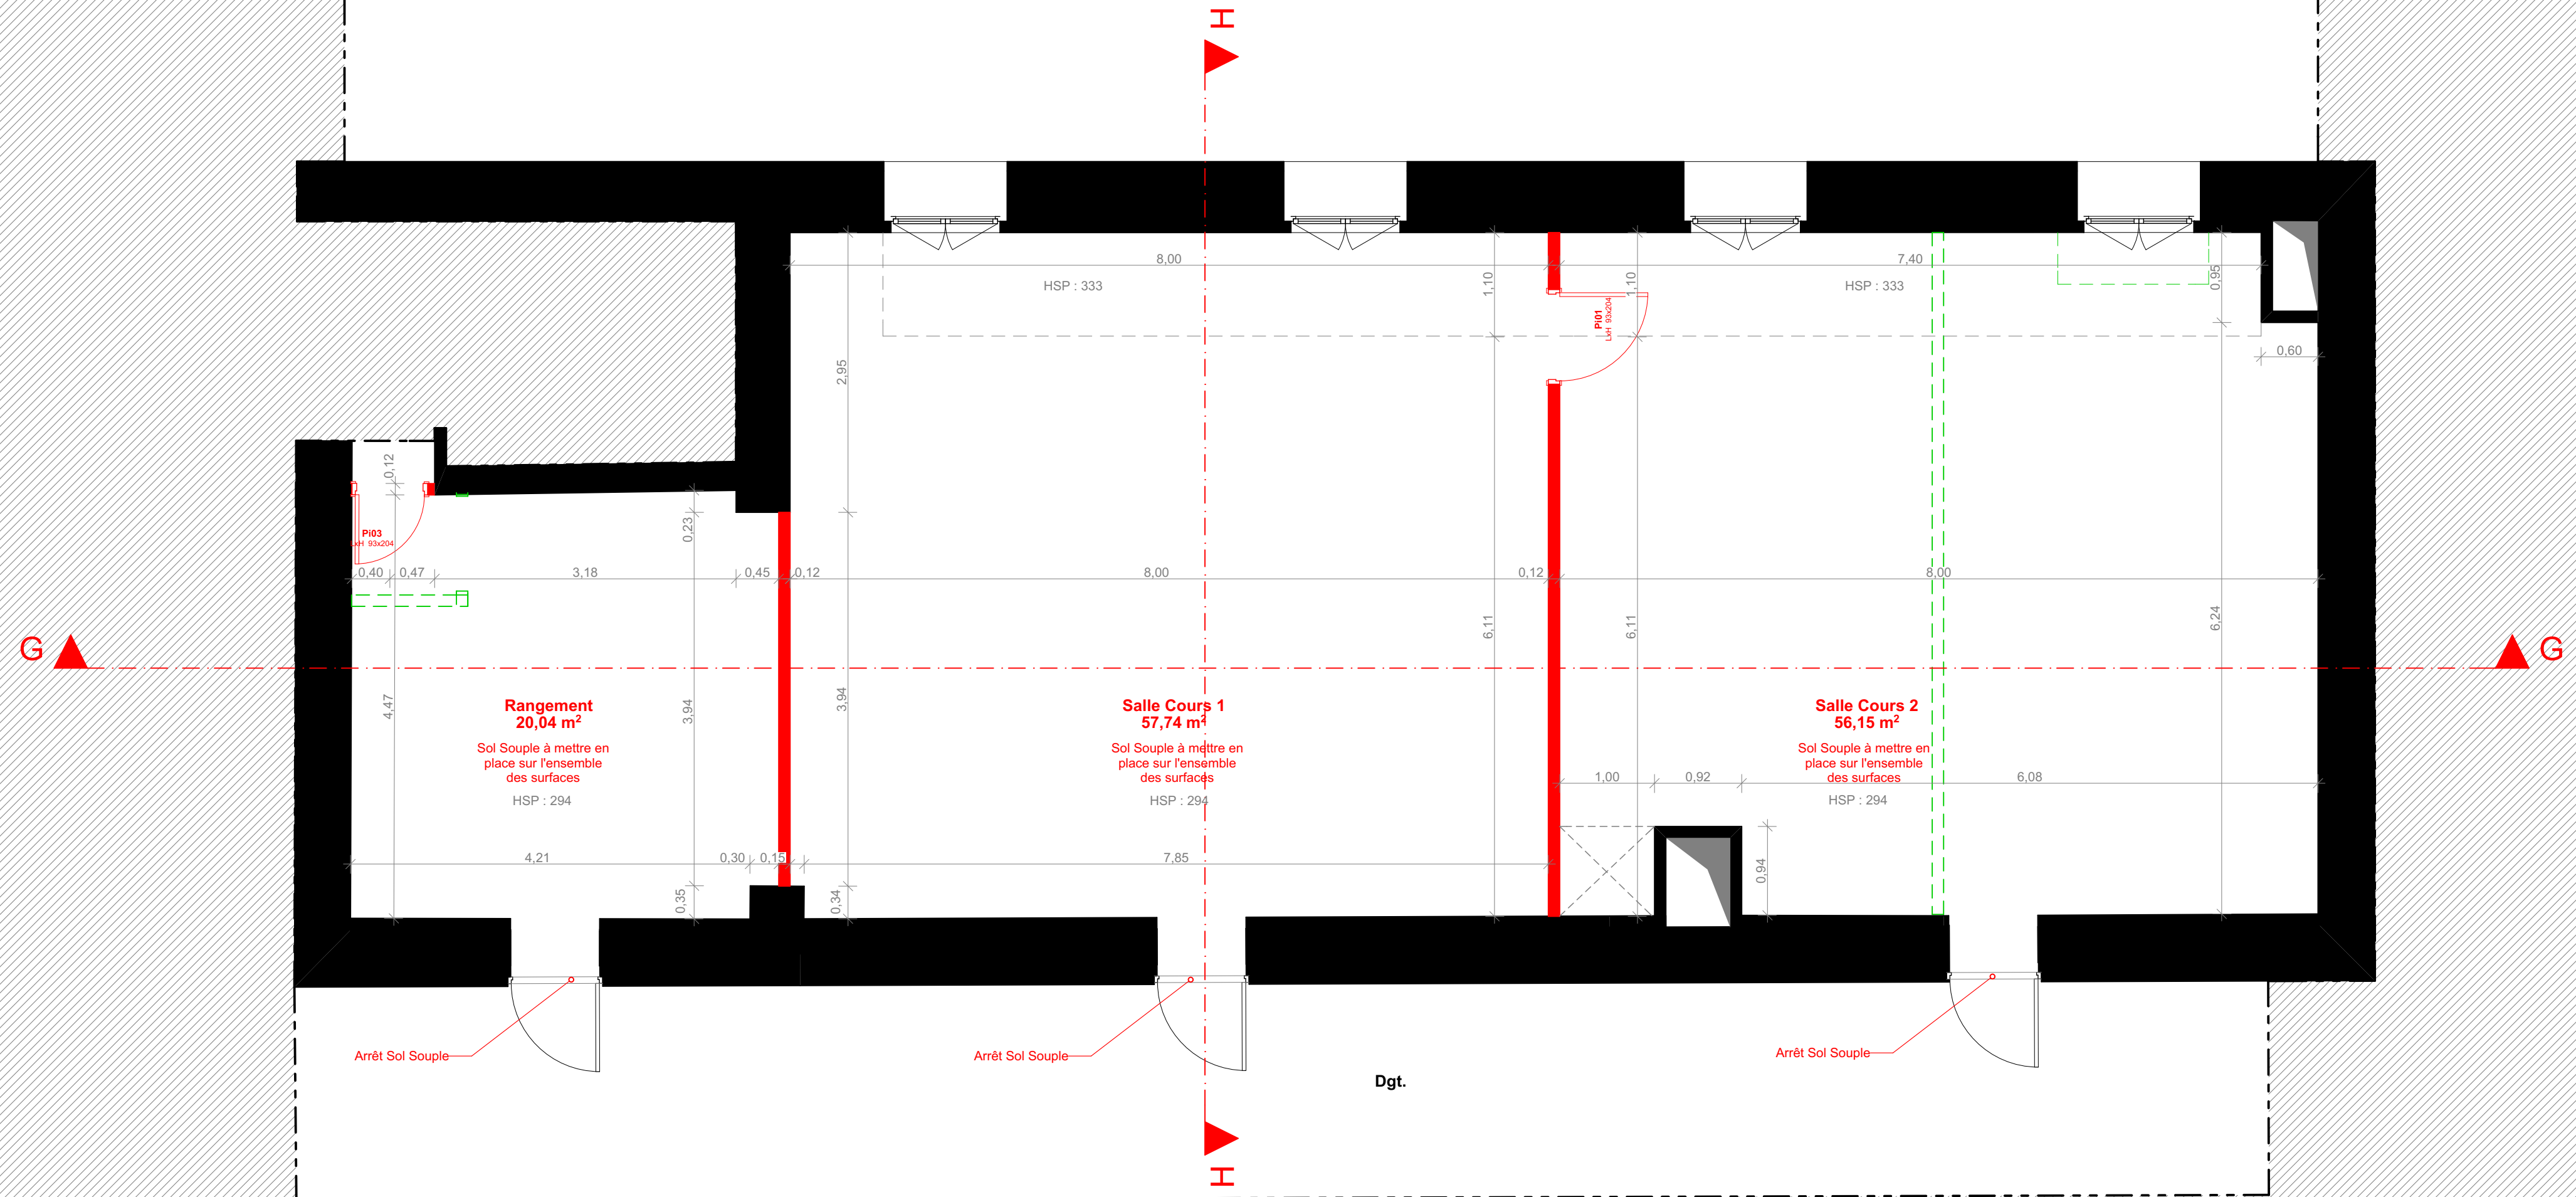 H
8,00
7,40
HSP : 333
HSP : 333
1,10
1,10
0,95
Pi01
LxH 93x204
0,60
2,95
0,12
0,23
Pi03
LxH 93x204
0,40
0,47
3,18
0,45
0,12
8,00
0,12
8,00
6,11
6,11
6,24
G
G
4,47
3,94
3,94
Rangement
20,04 m²
Sol Souple à mettre en
place sur l'ensemble
des surfaces
HSP : 294
Salle Cours 1
57,74 m²
Sol Souple à mettre en
place sur l'ensemble
des surfaces
HSP : 294
Salle Cours 2
56,15 m²
Sol Souple à mettre en
place sur l'ensemble
des surfaces
HSP : 294
1,00
0,92
6,08
4,21
0,30
0,15
7,85
0,94
0,35
0,34
Arrêt Sol Souple
Arrêt Sol Souple
Arrêt Sol Souple
Dgt.
H